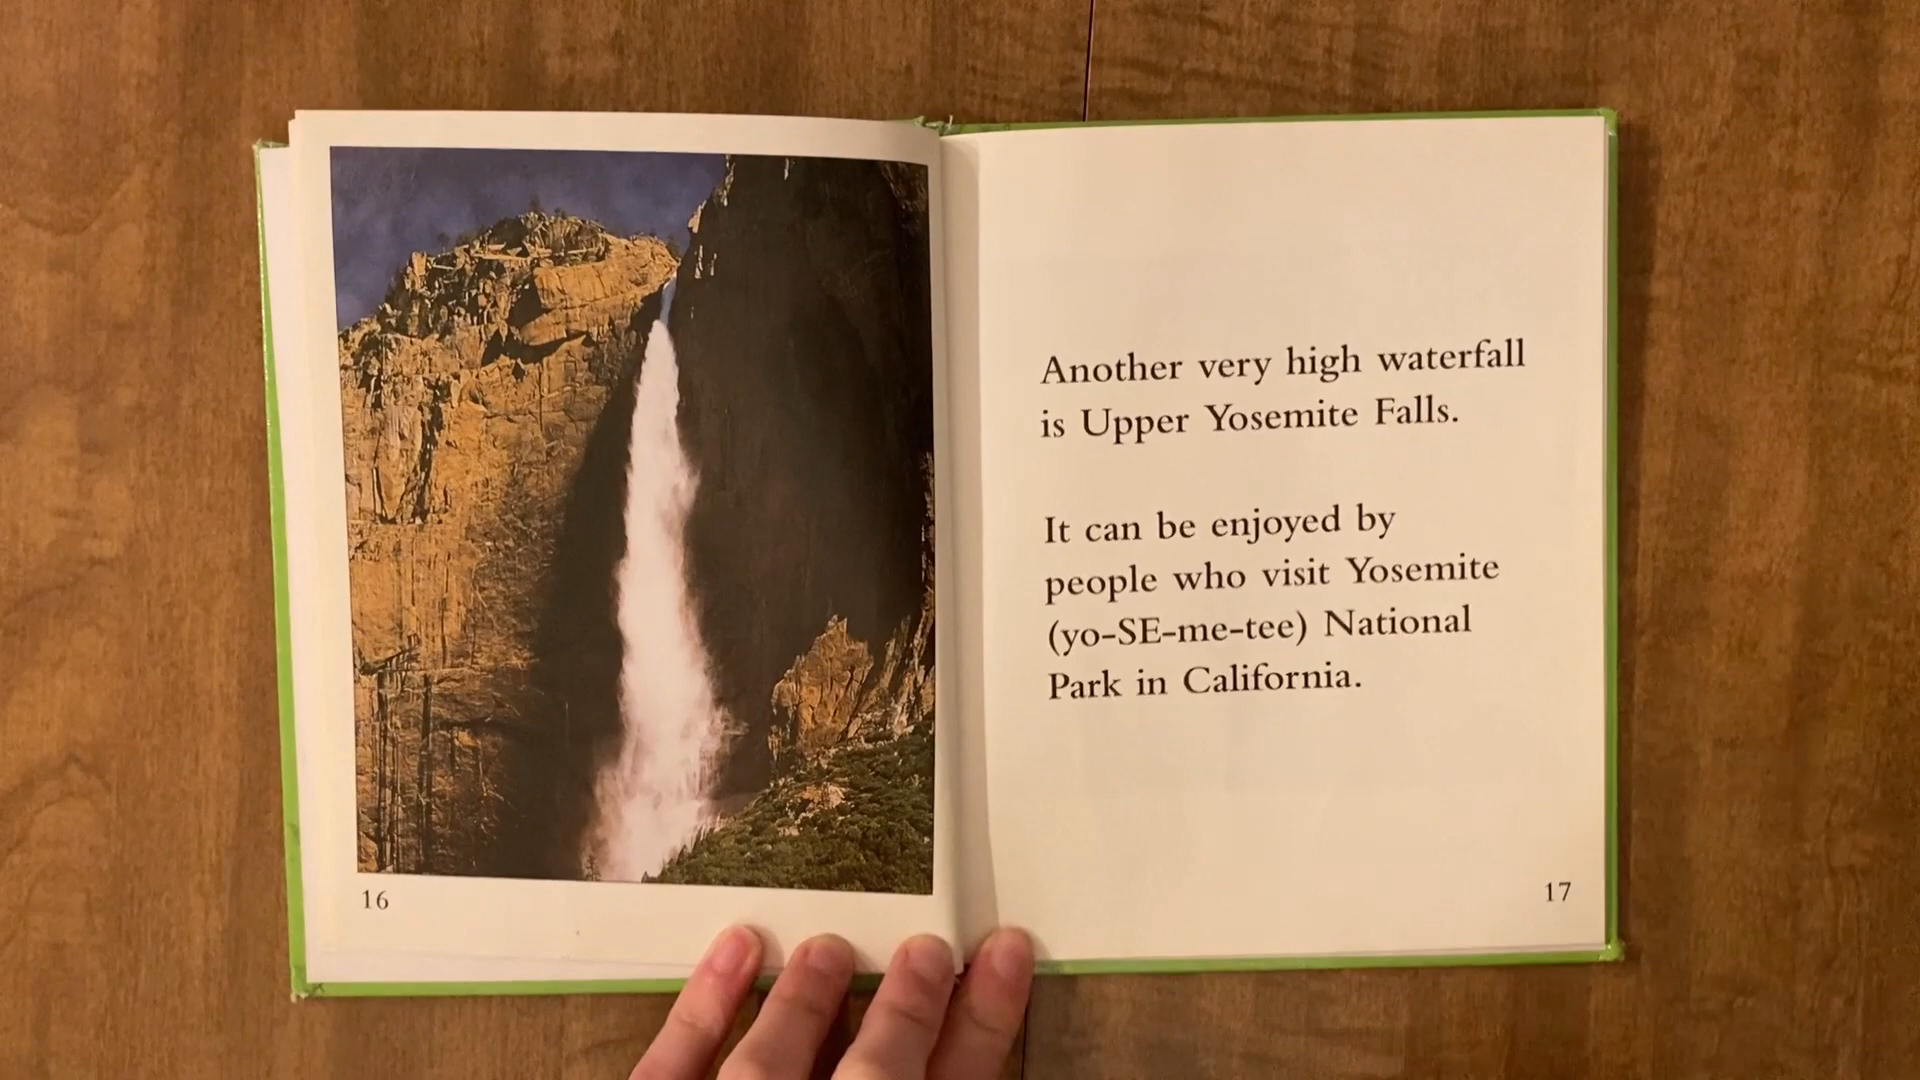 16
Another very high waterfall
is Upper Yosemite Falls.
It can be enjoyed by
people who visit Yosemite
(yo-SE-me-tee) National
Park in California.
17